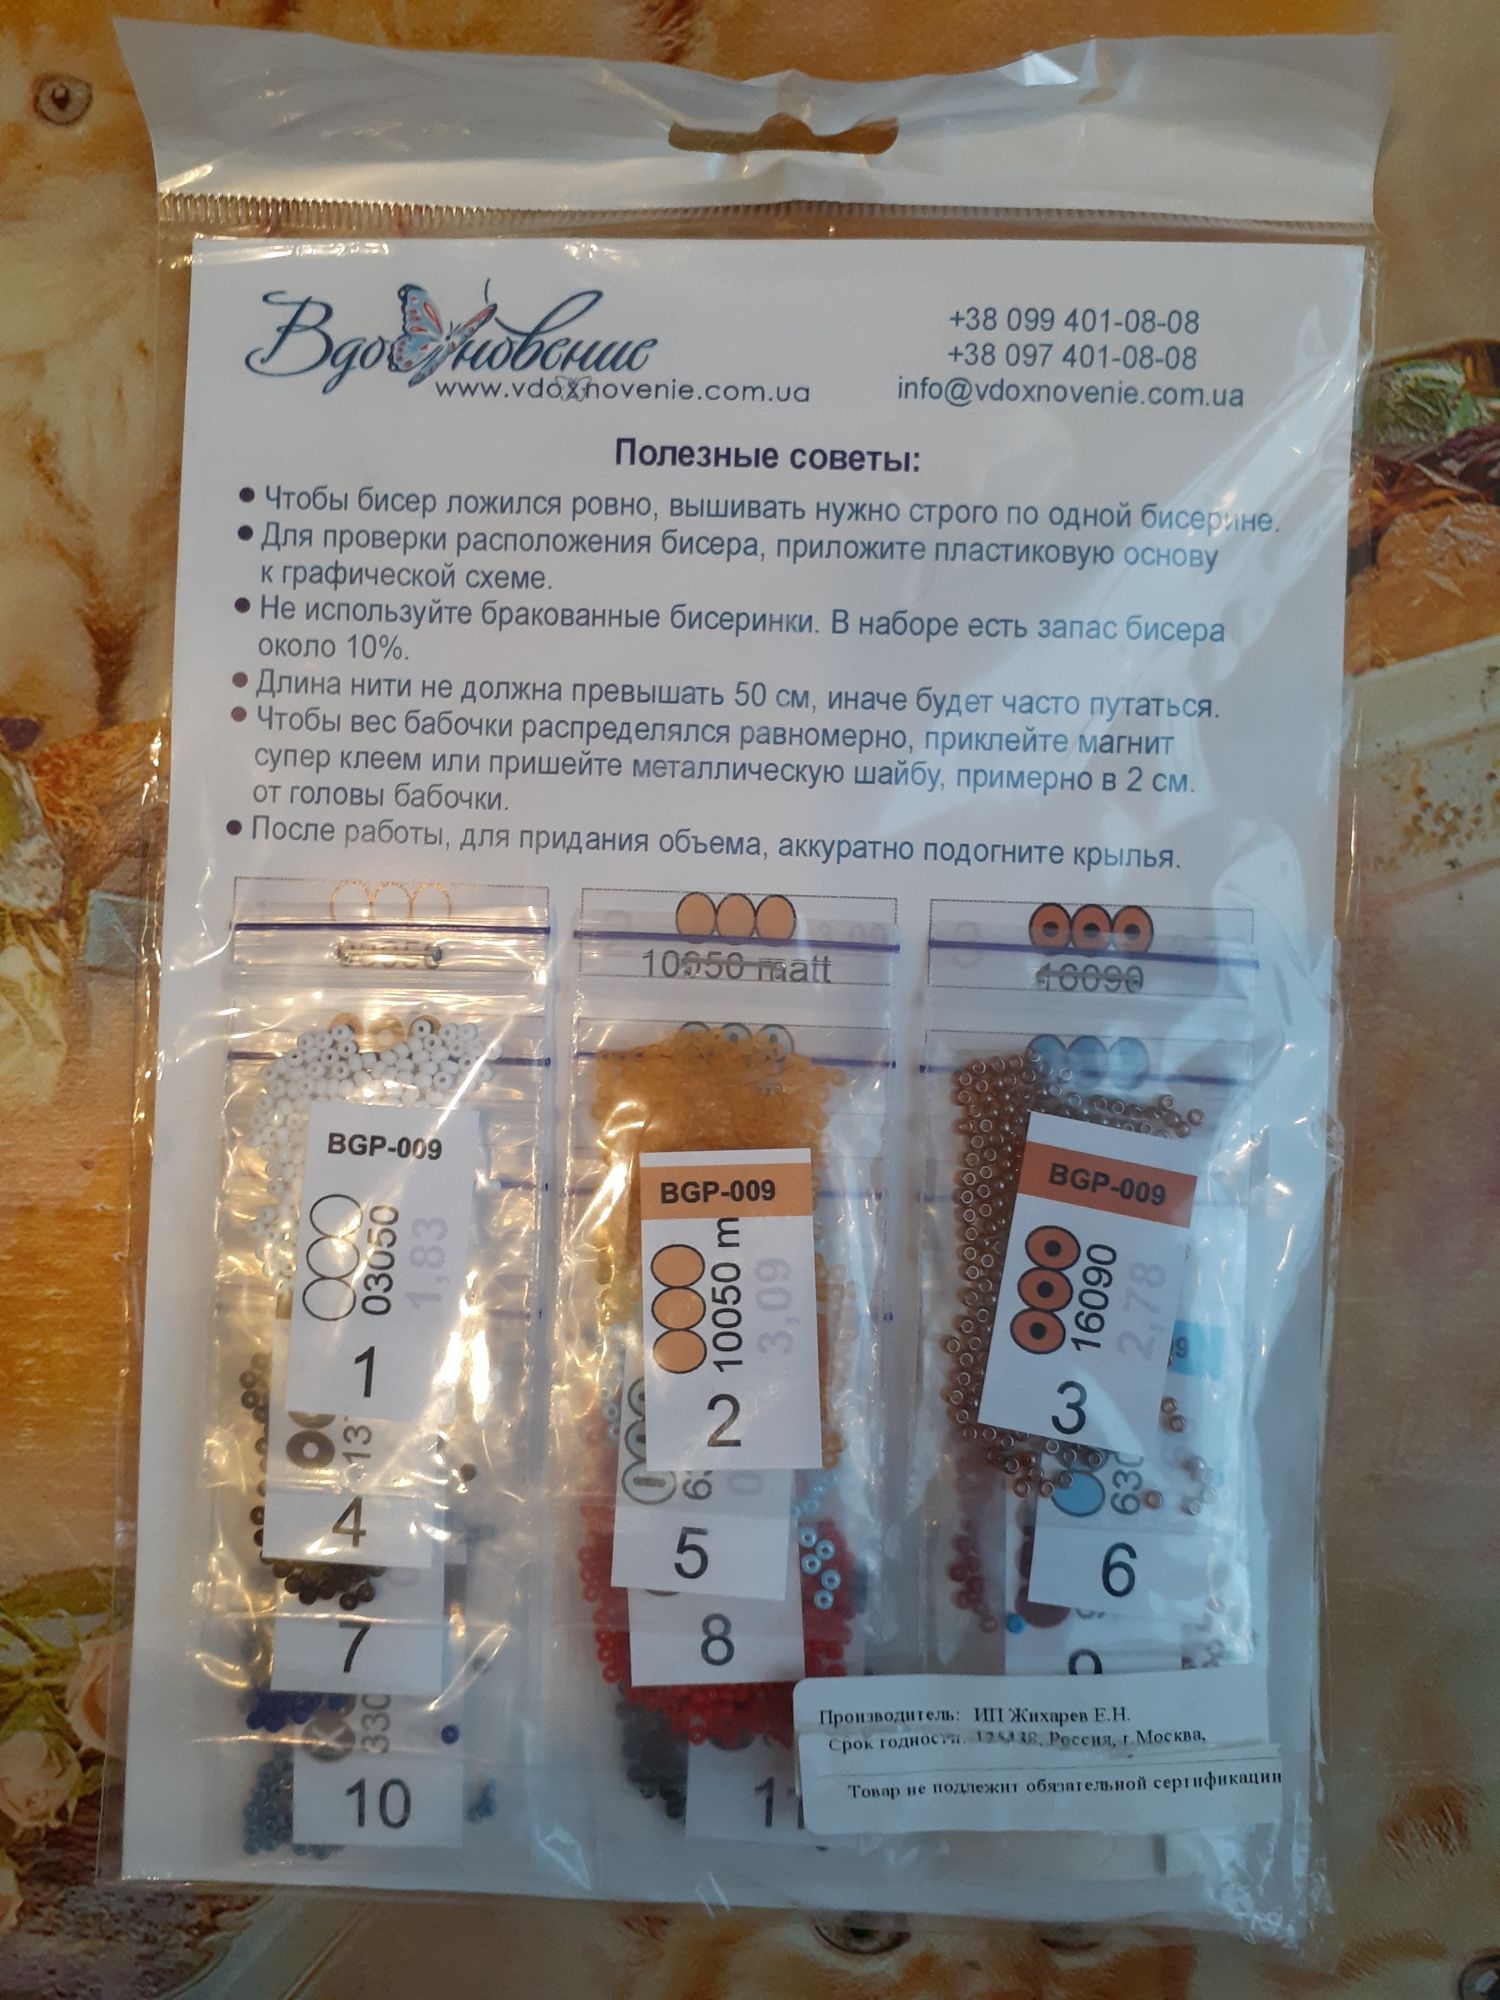 Вдохновение
www.vdoxnovenie.com.ua
+38 099 401-08-08
+38 097 401-08-08
info@vdoxnovenie.com.ua
Полезные советы:
• Чтобы бисер ложился ровно, вышивать нужно строго по одной бисерине.
• Для проверки расположения бисера, приложите пластиковую основу
к графической схеме.
• Не используйте бракованные бисеринки. В наборе есть запас бисера
около 10%.
• Длина нити не должна превышать 50 см, иначе будет часто путаться.
• Чтобы вес бабочки распределялся равномерно, приклейте магнит
супер клеем или пришейте металлическую шайбу, примерно в 2 см.
от головы бабочки.
• После работы, для придания объема, аккуратно подогните крылья.
10050 matt
16090
BGP-009
03050
1,83
1
BGP-009
10050 m
3,09
2
BGP-009
16090
2,78
3
4
5
6
7
8
9
10
11
Производитель: ИП Жихарев Е.Н.
Срок годности. Россия, г.Москва,
Товар не подлежит обязательной сертификации